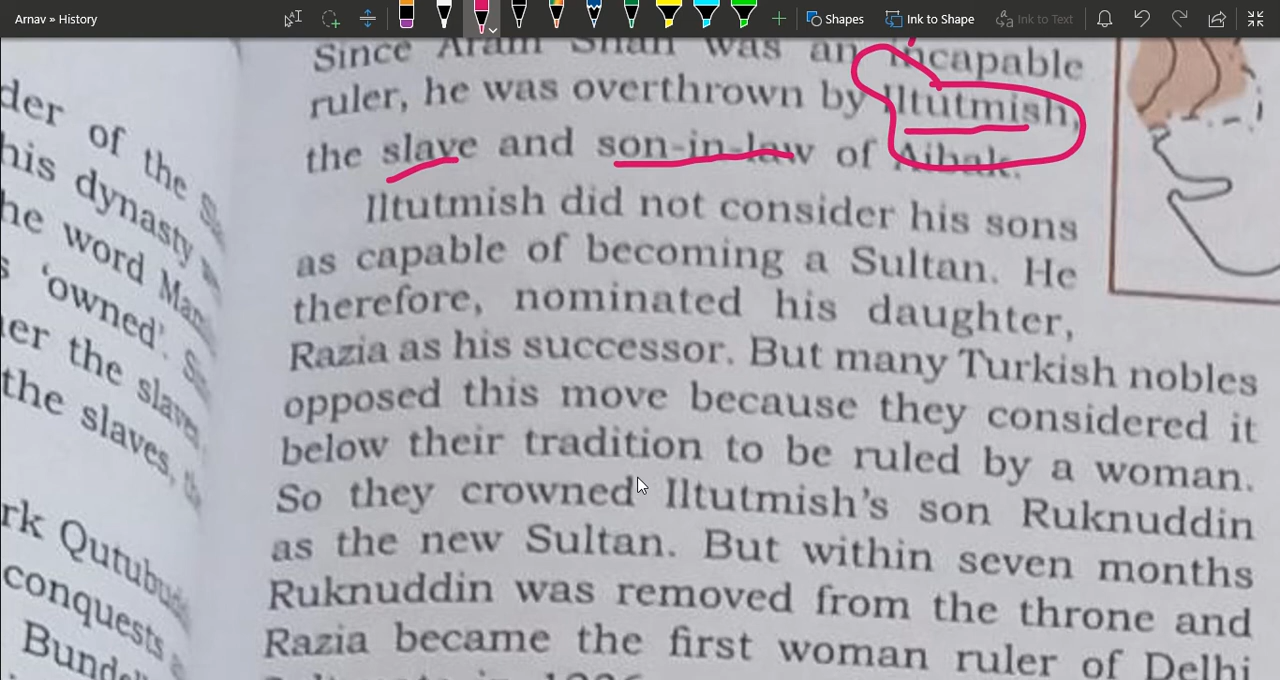 Arnav » History
Shapes
Ink to Shape
Ink to Text
der of the
his dynasty
he word
s 'owned'.
er the slaves
the slaves,
rk
conquests
Since Aram Shah was an incapable
ruler, he was overthrown by Iltutmish,
the slave and son-in-law of Aibak.
Iltutmish did not consider his sons
as capable of becoming a Sultan. He
therefore, nominated his daughter,
Razia as his successor. But many Turkish nobles
opposed this move because they considered it
below their tradition to be ruled by a woman.
So they crowned Iltutmish's son Ruknuddin
as the new Sultan. But within seven months
Ruknuddin was removed from the throne and
Razia became the first woman ruler of Delhi